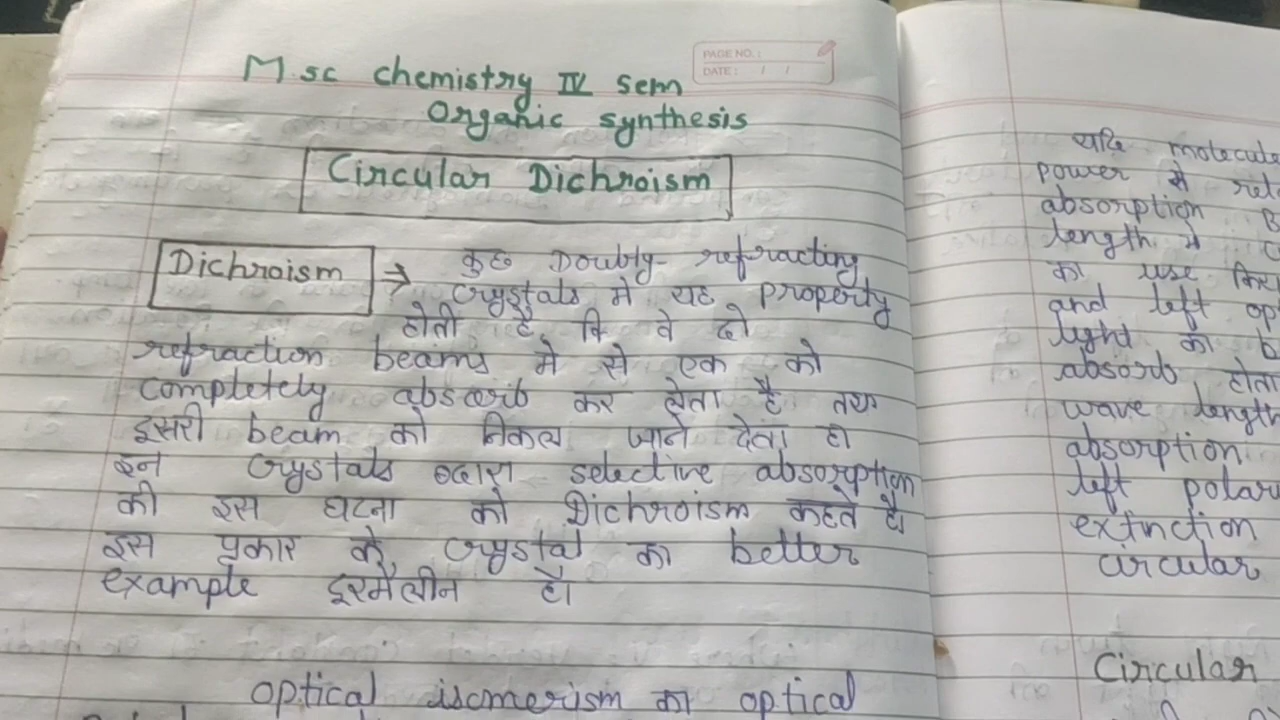 PAGE NO. :
DATE : / /
M.sc chemistry IV sem
Organic synthesis
Circular Dichroism
Dichroism → कुछ Doubly refracting
crystals मे यह property
होती है, कि वे दो
refraction beams मे से एक को
completely absorb कर लेता है तथा
दूसरी beam को निकल जाने देता है।
इन crystals द्वारा selective absorption
की इस घटना को Dichroism कहते है।
इस प्रकार के crystal का better
example टूरमेलीन है।
optical isomerism का optical
यदि molecule
power से
absorption
length मे
का use
and left
light का
absorb होता
wave length
absorption
left
extinction
circular
Circular